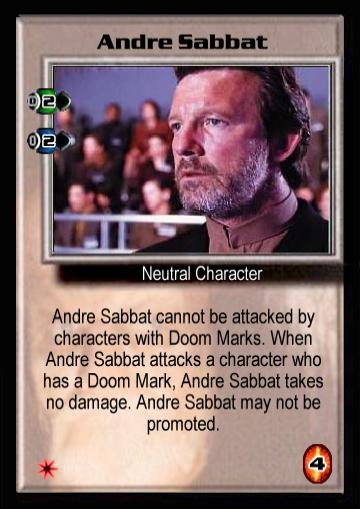 Andre Sabbat
2
2
Neutral Character
Andre Sabbat cannot be attacked by
characters with Doom Marks. When
Andre Sabbat attacks a character who
has a Doom Mark, Andre Sabbat takes
no damage. Andre Sabbat may not be
promoted.
4